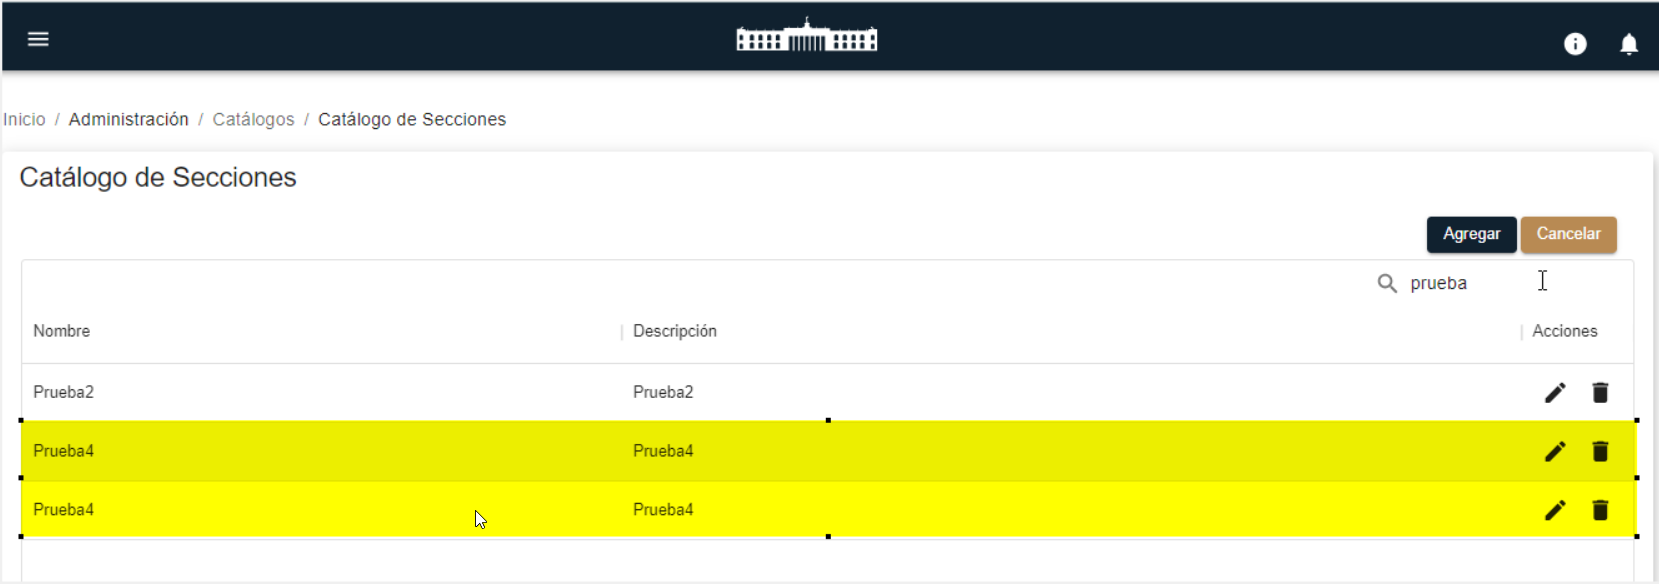 Inicio / Administración / Catálogos / Catálogo de Secciones
Catálogo de Secciones
Agregar Cancelar
prueba
Nombre Descripción Acciones
Prueba2 Prueba2
Prueba4 Prueba4
Prueba4 Prueba4